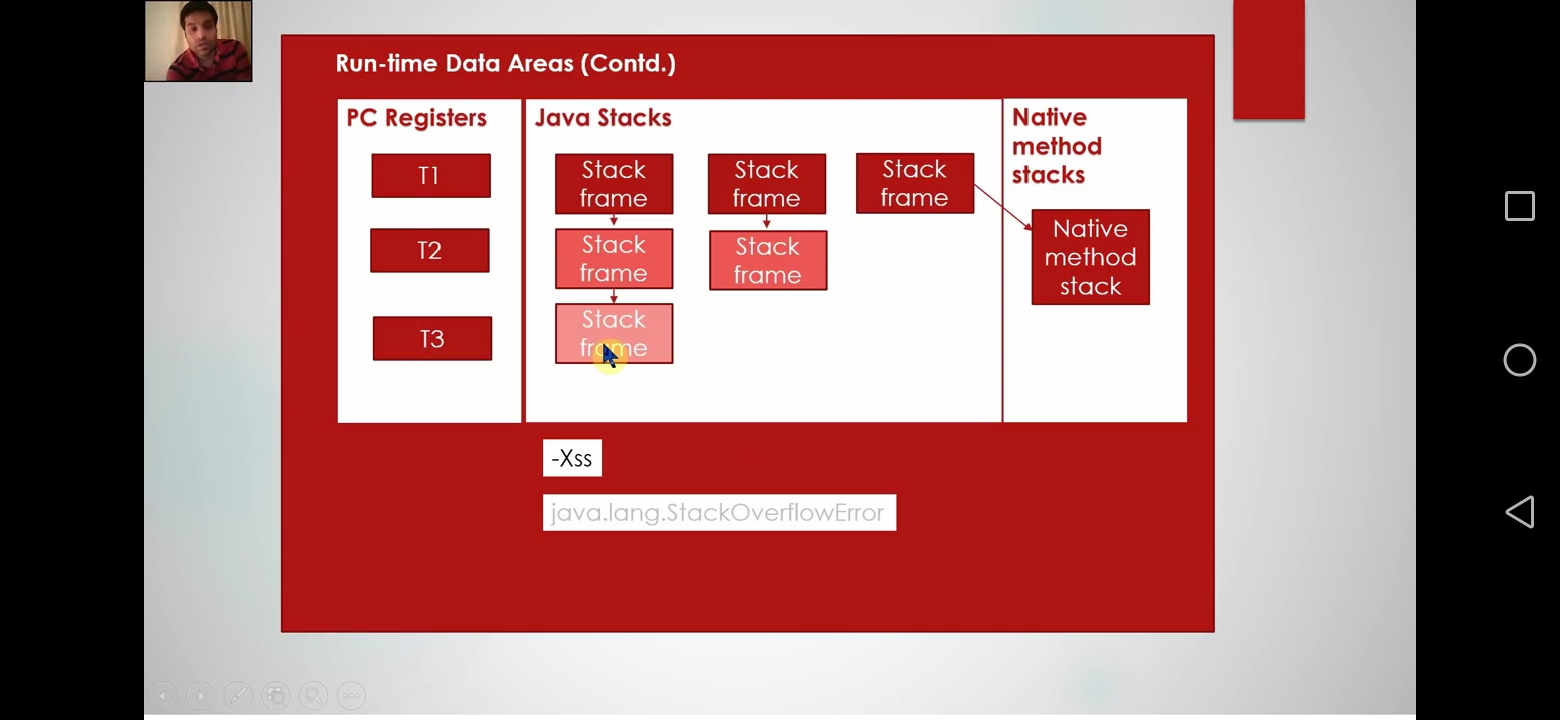 Run-time Data Areas (Contd.)
PC Registers
T1
T2
T3
Java Stacks
Stack
frame
Stack
frame
Stack
frame
Stack
frame
Stack
frame
Stack
frame
Native
method
stacks
Native
method
stack
-Xss
java.lang.StackOverflowError